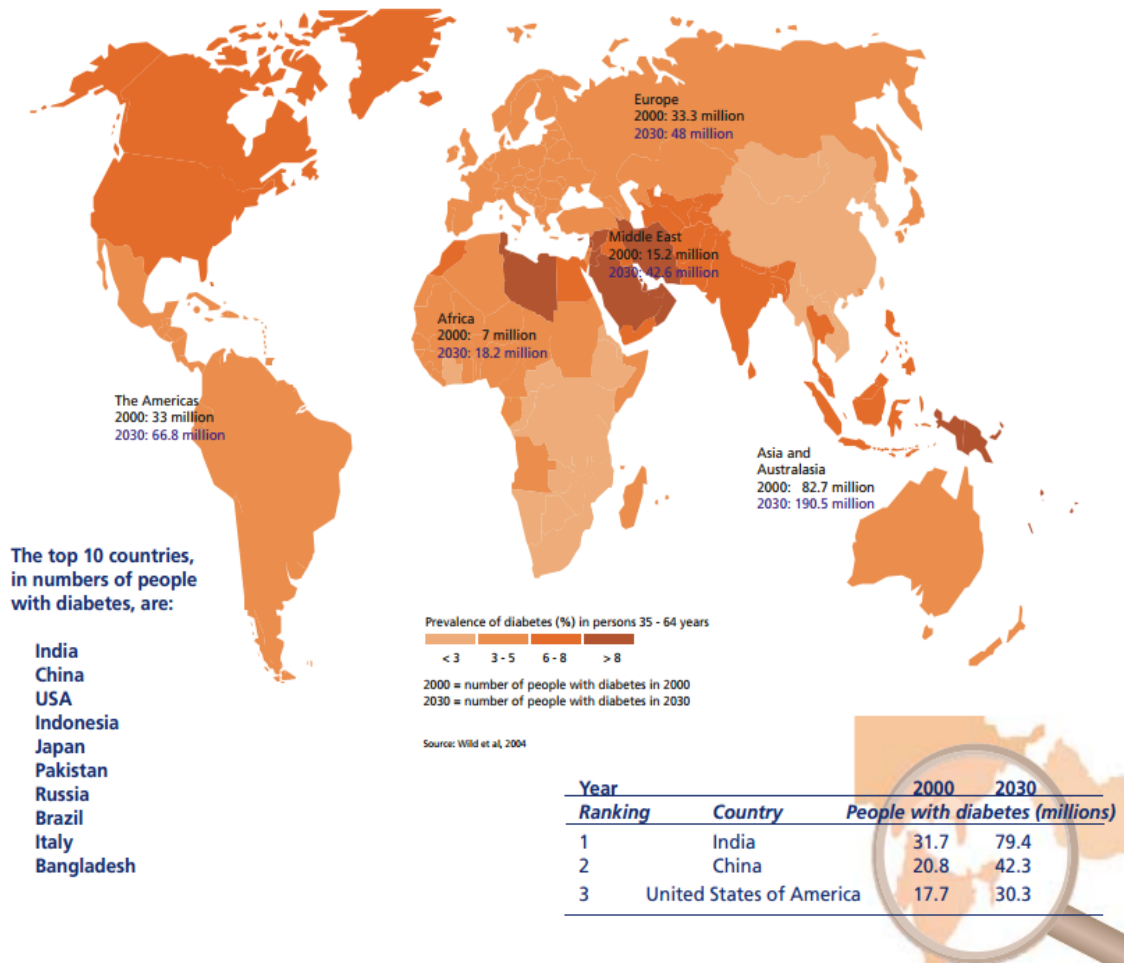 Europe
2000: 33.3 million
2030: 48 million
Middle East
2000: 15.2 million
2030: 42.6 million
Africa
2000: 7 million
2030: 18.2 million
The Americas
2000: 33 million
2030: 66.8 million
Asia and
Australasia
2000: 82.7 million
2030: 190.5 million
The top 10 countries,
in numbers of people
with diabetes, are:
India
China
USA
Indonesia
Japan
Pakistan
Russia
Brazil
Italy
Bangladesh
Prevalence of diabetes (%) in persons 35 - 64 years
< 3 3 - 5 6 - 8 > 8
2000 = number of people with diabetes in 2000
2030 = number of people with diabetes in 2030
Source: Wild et al, 2004
Year 2000 2030
Ranking Country People with diabetes (millions)
1 India 31.7 79.4
2 China 20.8 42.3
3 United States of America 17.7 30.3